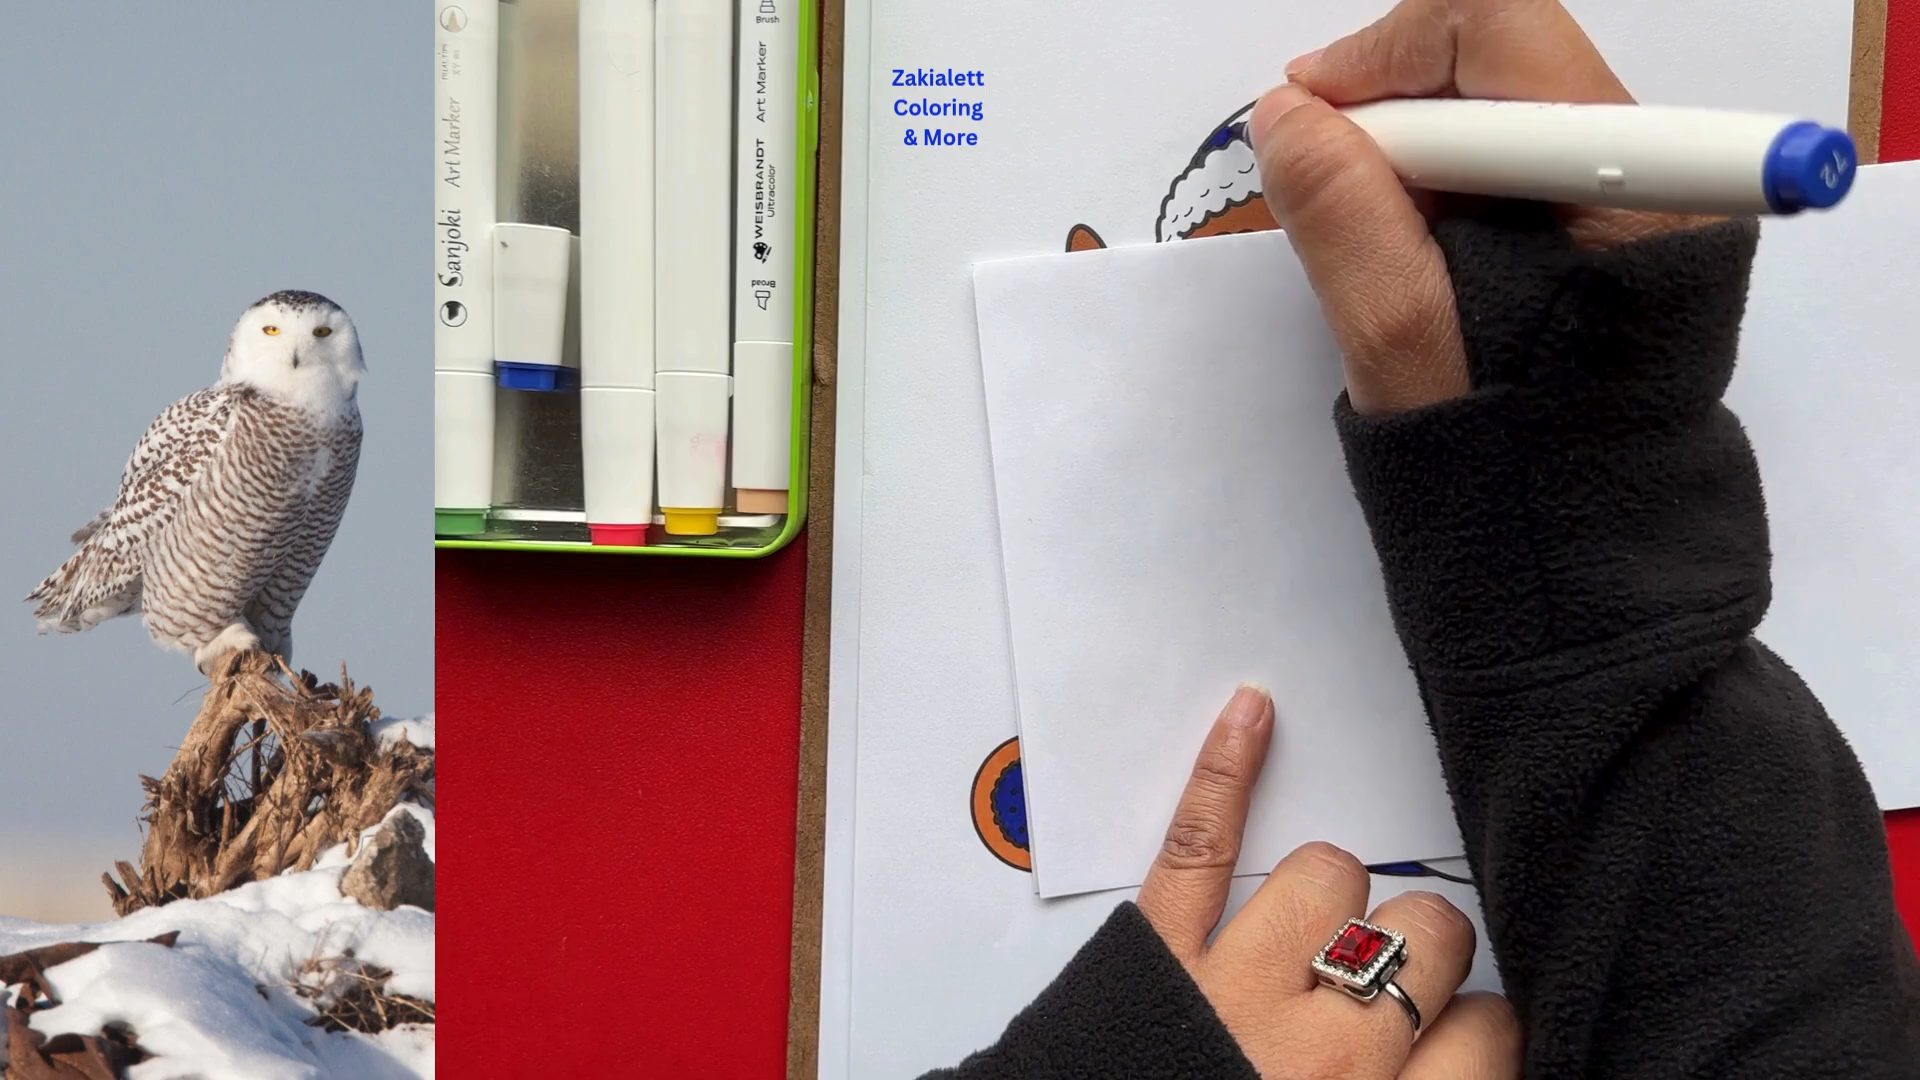 Zakialett
Coloring
& More
Sanjoki Art Marker
Brush
WEISBRANDT Art Marker
Ultracolor
Broad
72